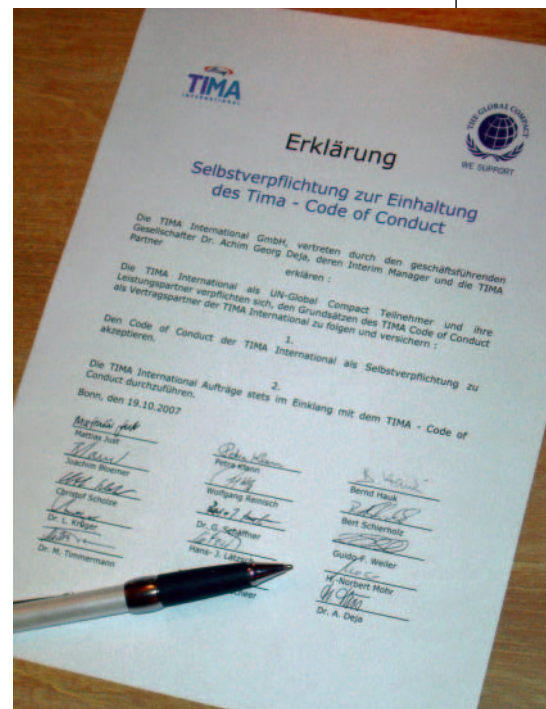 TIMA
INTERNATIONAL
THE GLOBAL COMPACT
WE SUPPORT
Erklärung
Selbstverpflichtung zur Einhaltung
des Tima - Code of Conduct
Die TIMA International GmbH, vertreten durch den geschäftsführenden
Gesellschafter Dr. Achim Georg Deja, deren Interim Manager und die TIMA
Partner
erklären :
Die TIMA International als UN-Global Compact Teilnehmer und ihre
Leistungspartner verpflichten sich, den Grundsätzen des TIMA Code of Conduct
als Vertragspartner der TIMA International zu folgen und versichern :
1.
Den Code of Conduct der TIMA International als Selbstverpflichtung zu
akzeptieren.
2.
Die TIMA International Aufträge stets im Einklang mit dem TIMA - Code of
Conduct durchzuführen.
Bonn, den 19.10.2007
Mattias Just
Petra Klann
Bernd Hauk
Joachim Bloemer
Wolfgang Reinisch
Bert Schierholz
Christof Scholze
Dr. G. Schaffner
Guido F. Weiler
Dr. L. Krüger
Hans- J.
H.-Norbert Mohr
Dr. M. Timmermann
Dr. A. Deja